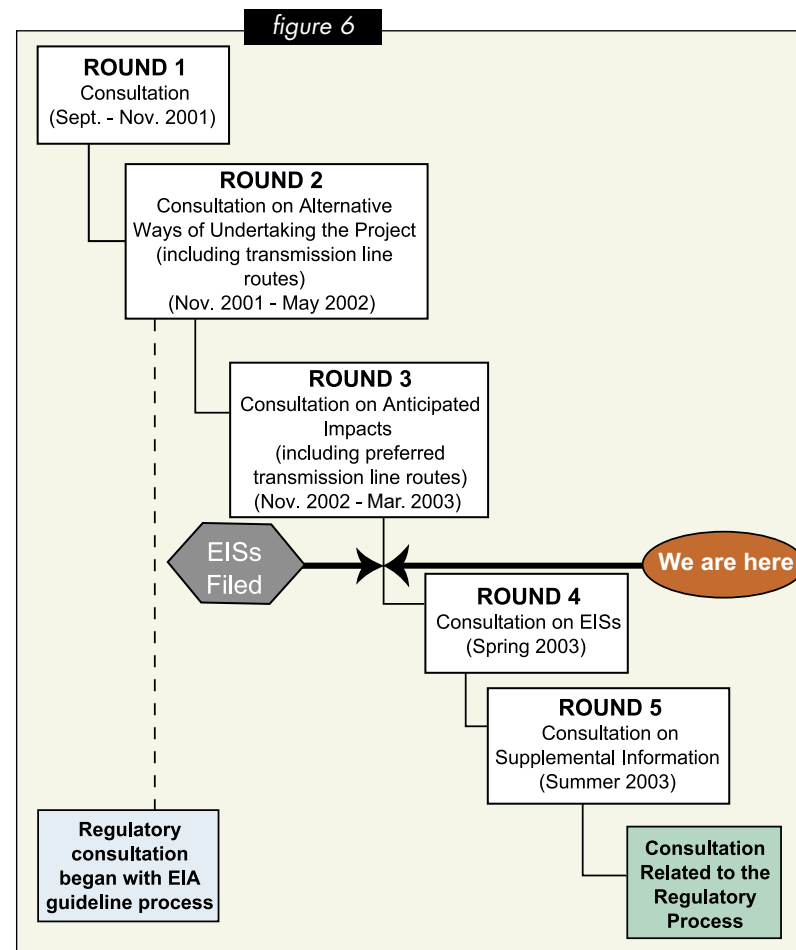 figure 6
ROUND 1
Consultation
(Sept. - Nov. 2001)
ROUND 2
Consultation on Alternative
Ways of Undertaking the Project
(including transmission line
routes)
(Nov. 2001 - May 2002)
ROUND 3
Consultation on Anticipated
Impacts
(including preferred
transmission line routes)
(Nov. 2002 - Mar. 2003)
EISs
Filed
We are here
ROUND 4
Consultation on EISs
(Spring 2003)
ROUND 5
Consultation on
Supplemental Information
(Summer 2003)
Regulatory
consultation
began with EIA
guideline process
Consultation
Related to the
Regulatory
Process